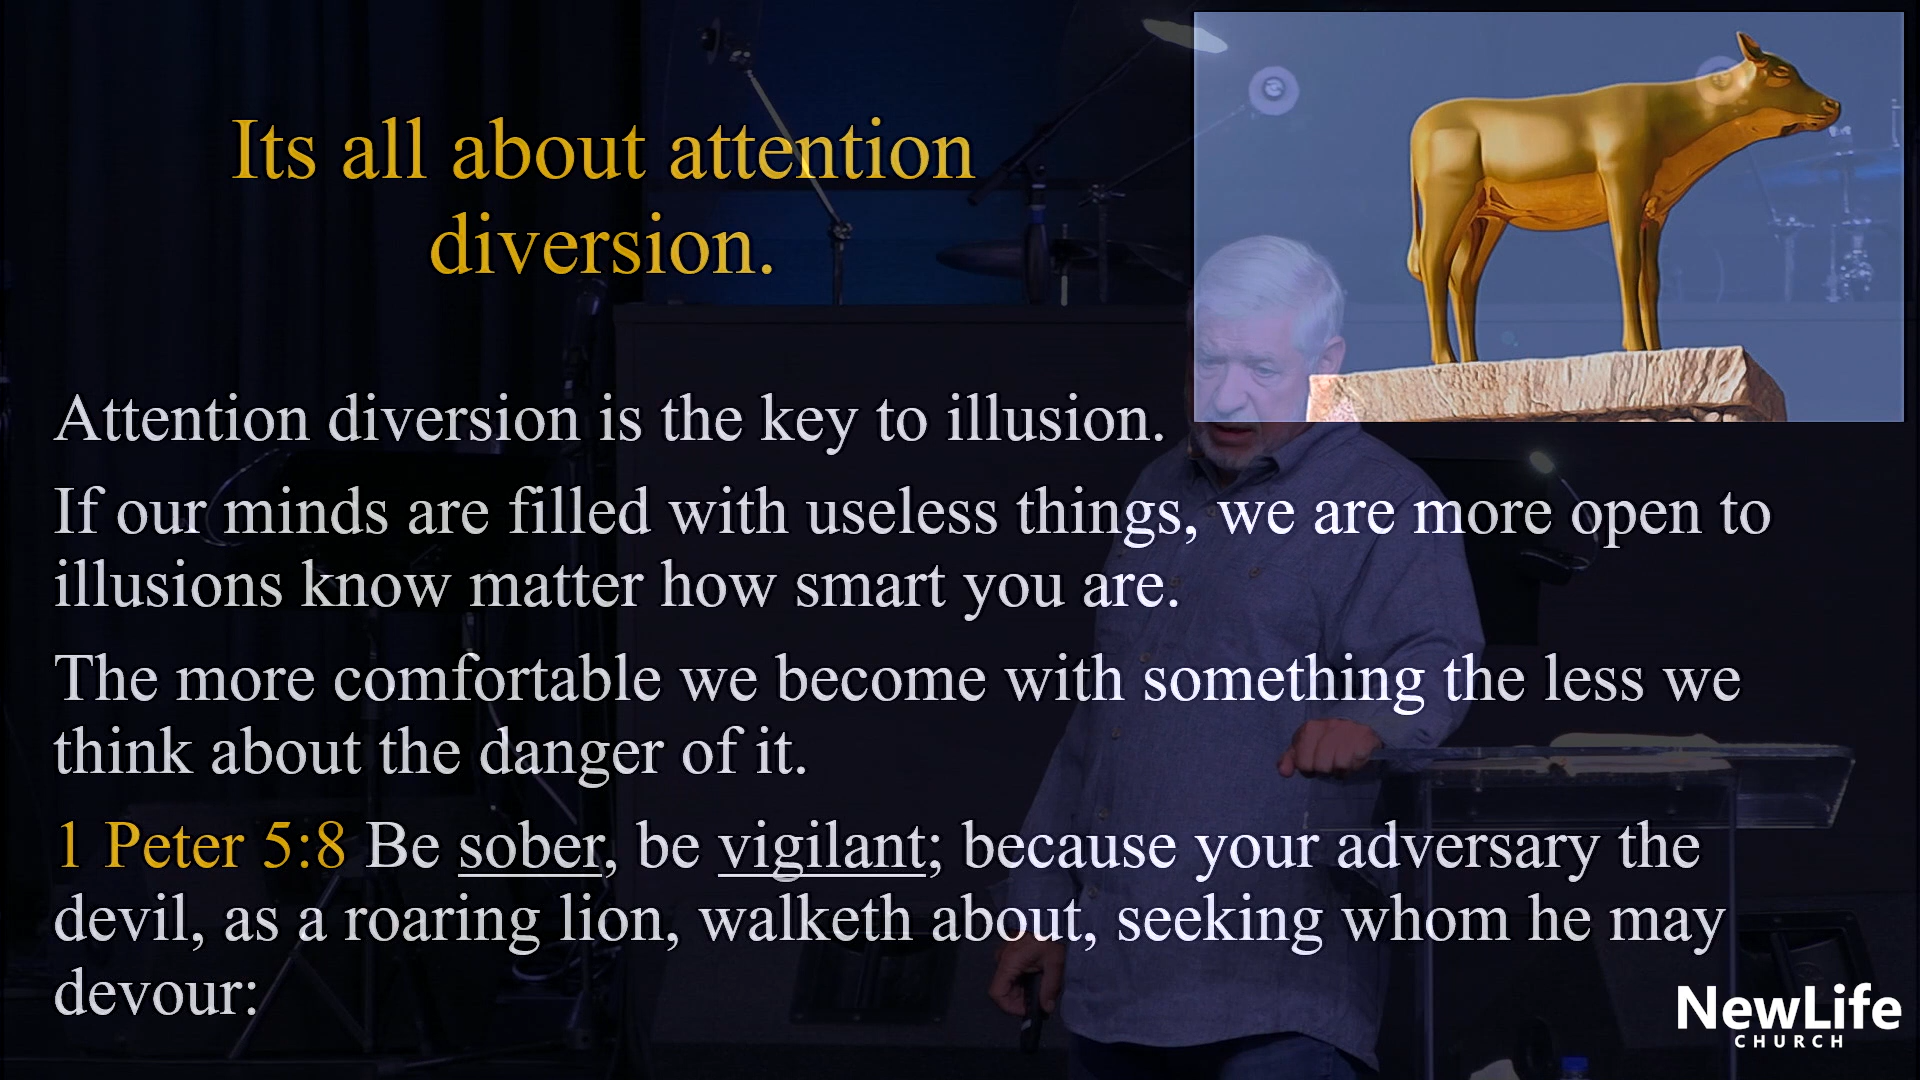 Its all about attention
diversion.
Attention diversion is the key to illusion.
If our minds are filled with useless things, we are more open to
illusions know matter how smart you are.
The more comfortable we become with something the less we
think about the danger of it.
1 Peter 5:8 Be sober, be vigilant; because your adversary the
devil, as a roaring lion, walketh about, seeking whom he may
devour:
NewLife
CHURCH